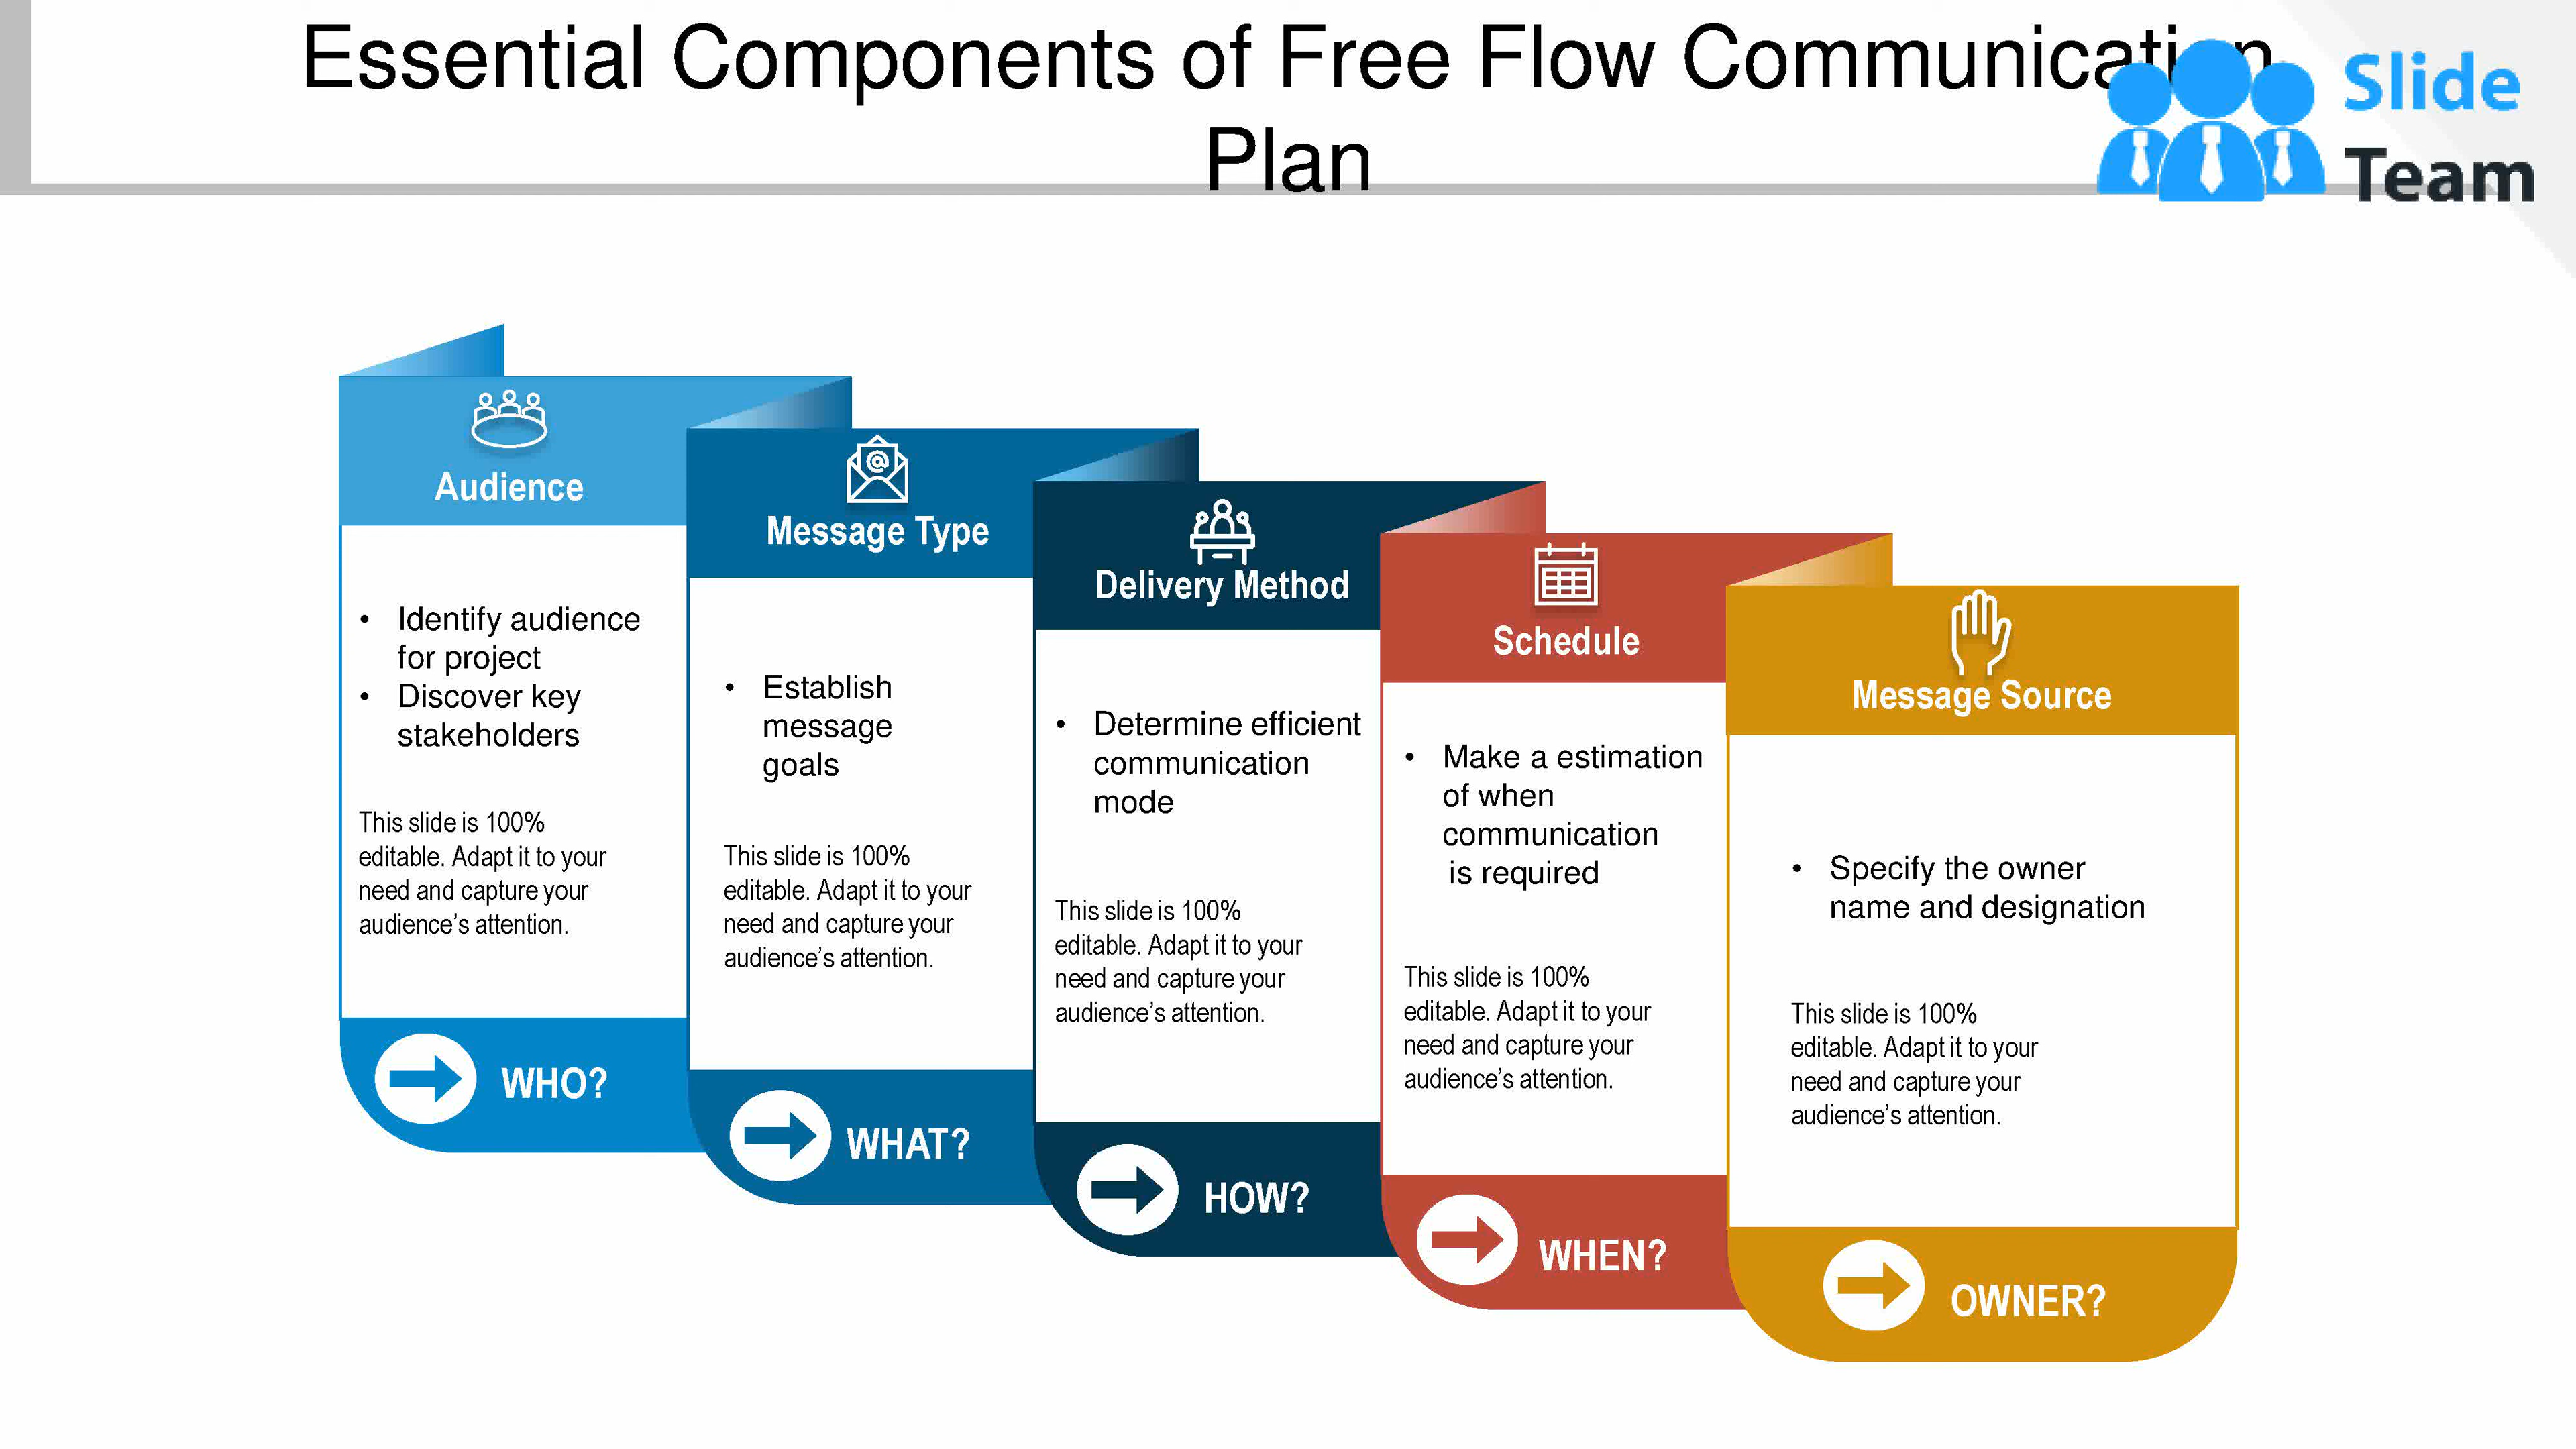 Essential Components of Free Flow Communication
Plan
Slide
Team
Audience
• Identify audience
for project
• Discover key
stakeholders
This slide is 100%
editable. Adapt it to your
need and capture your
audience's attention.
WHO?
Message Type
• Establish
message
goals
This slide is 100%
editable. Adapt it to your
need and capture your
audience's attention.
WHAT?
Delivery Method
• Determine efficient
communication
mode
This slide is 100%
editable. Adapt it to your
need and capture your
audience's attention.
HOW?
Schedule
• Make a estimation
of when
communication
is required
This slide is 100%
editable. Adapt it to your
need and capture your
audience's attention.
WHEN?
Message Source
• Specify the owner
name and designation
This slide is 100%
editable. Adapt it to your
need and capture your
audience's attention.
OWNER?